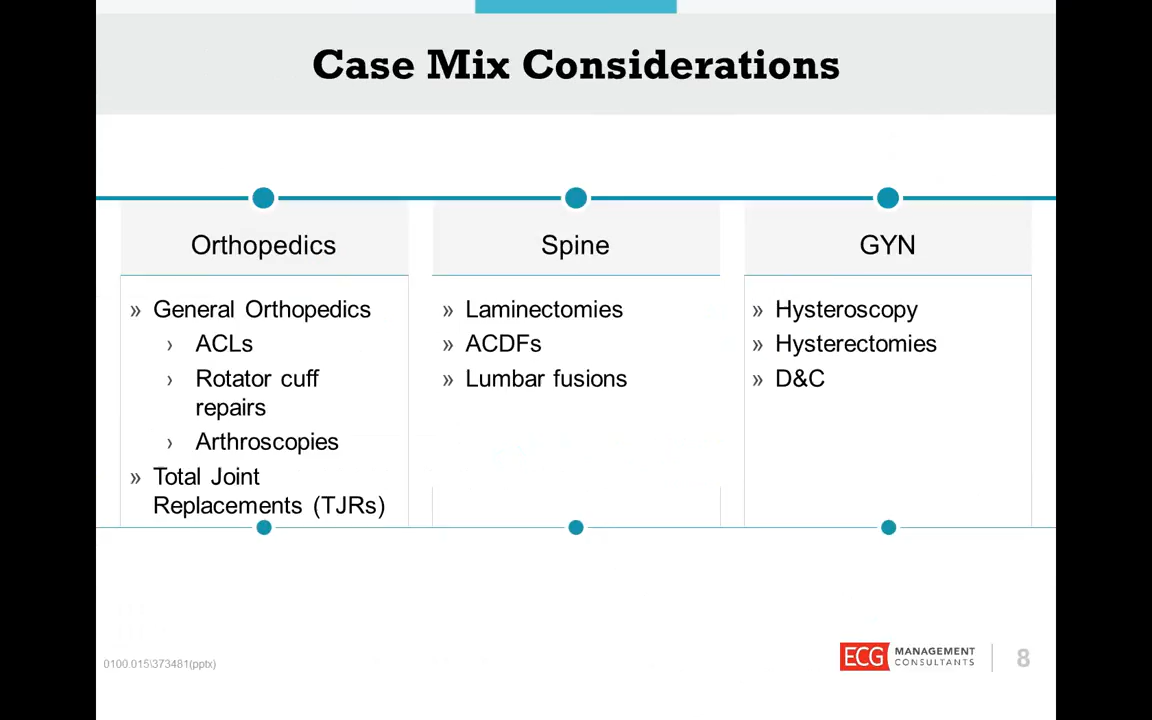 Case Mix Considerations
Orthopedics
» General Orthopedics
› ACLs
› Rotator cuff
repairs
› Arthroscopies
» Total Joint
Replacements (TJRs)
Spine
» Laminectomies
» ACDFs
» Lumbar fusions
GYN
» Hysteroscopy
» Hysterectomies
» D&C
0100.015\373481(pptx)
ECG MANAGEMENT
CONSULTANTS
8